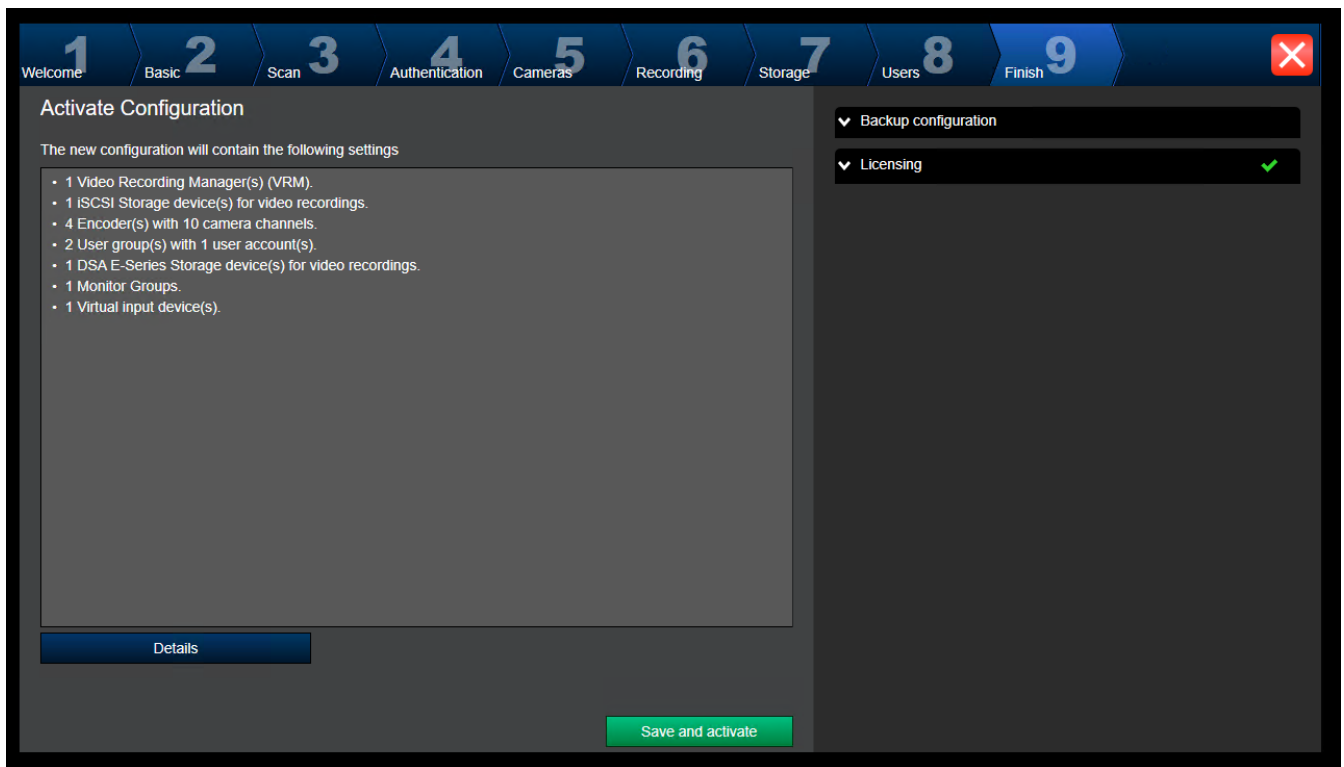 1 Welcome
2 Basic
3 Scan
4 Authentication
5 Cameras
6 Recording
7 Storage
8 Users
9 Finish
Activate Configuration
The new configuration will contain the following settings
• 1 Video Recording Manager(s) (VRM).
• 1 iSCSI Storage device(s) for video recordings.
• 4 Encoder(s) with 10 camera channels.
• 2 User group(s) with 1 user account(s).
• 1 DSA E-Series Storage device(s) for video recordings.
• 1 Monitor Groups.
• 1 Virtual input device(s).
Details
Save and activate
Backup configuration
Licensing